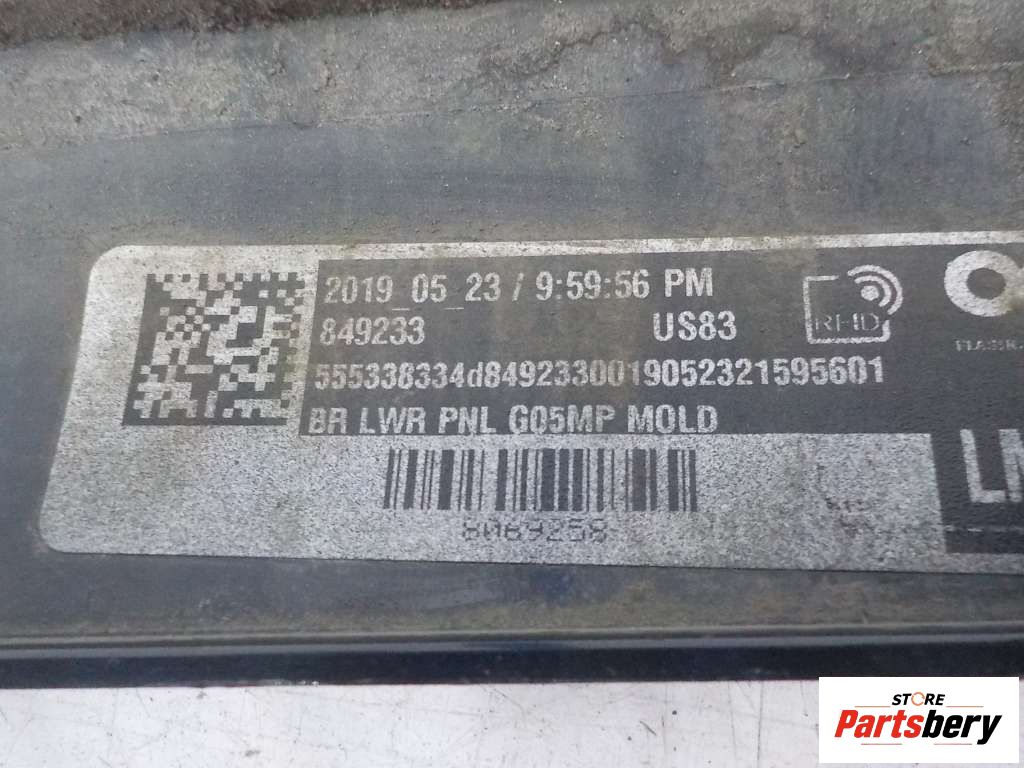 2019_05_23 / 9:59:56 PM
849233 US83
RFID
555338334d8492330019052321595601
BR LWR PNL G05MP MOLD
8069258
STORE
Partsbery